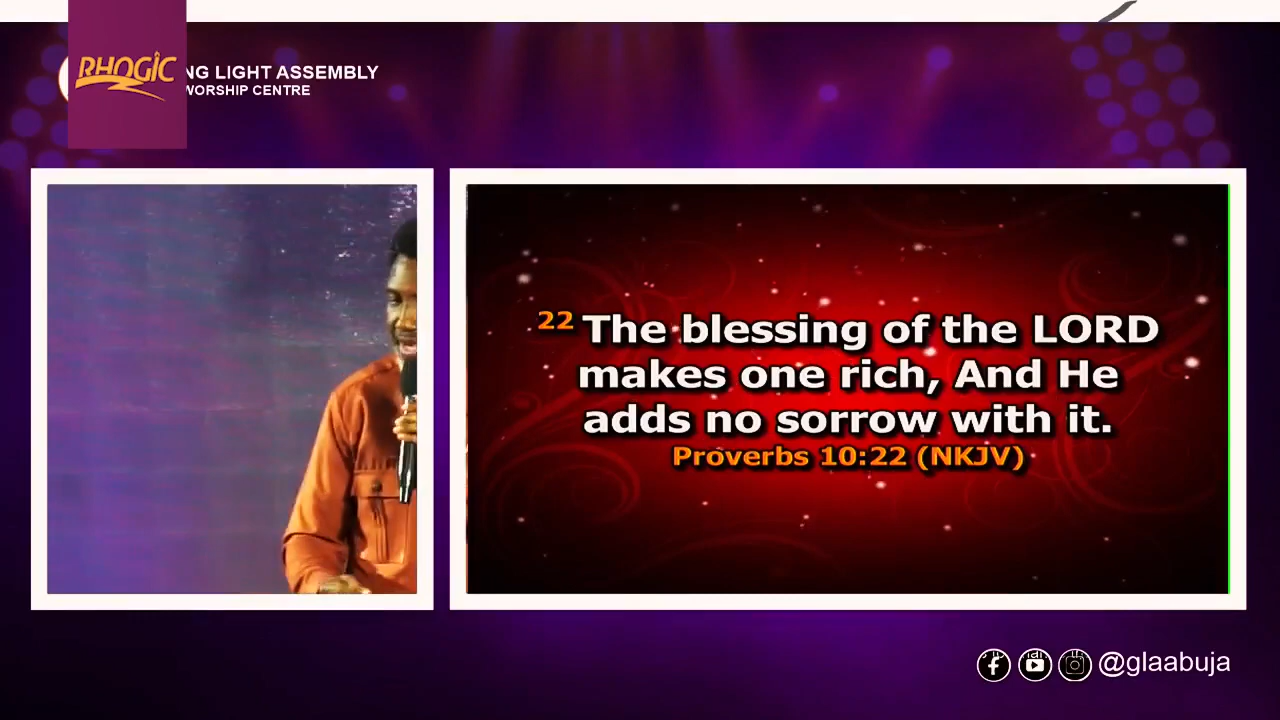 RHOGIC
NG LIGHT ASSEMBLY
WORSHIP CENTRE
22 The blessing of the LORD
makes one rich, And He
adds no sorrow with it.
Proverbs 10:22 (NKJV)
@glaabuja